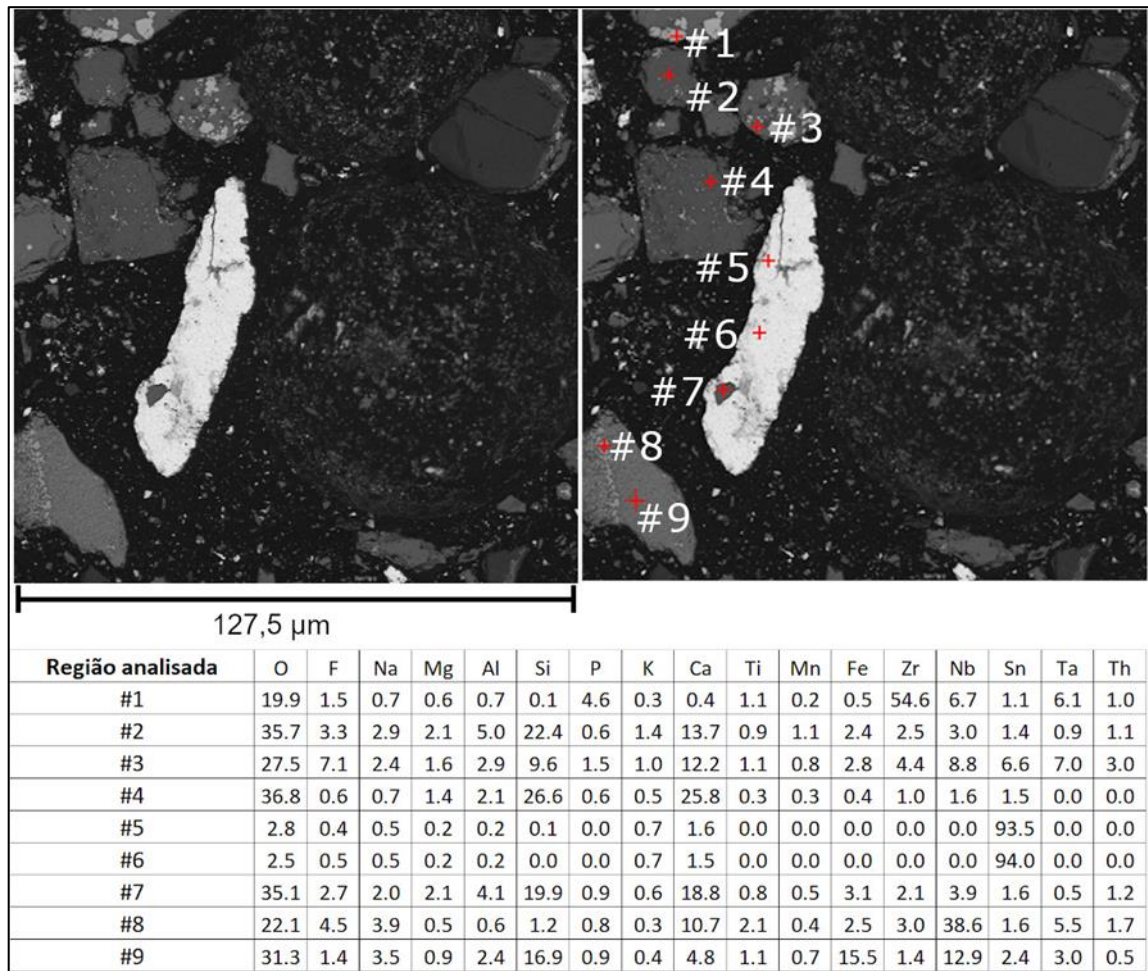 #1
#2
#3
#4
#5
#6
#7
#8
#9
127,5 µm
Região analisada O F Na Mg Al Si P K Ca Ti Mn Fe Zr Nb Sn Ta Th
#1 19.9 1.5 0.7 0.6 0.7 0.1 4.6 0.3 0.4 1.1 0.2 0.5 54.6 6.7 1.1 6.1 1.0
#2 35.7 3.3 2.9 2.1 5.0 22.4 0.6 1.4 13.7 0.9 1.1 2.4 2.5 3.0 1.4 0.9 1.1
#3 27.5 7.1 2.4 1.6 2.9 9.6 1.5 1.0 12.2 1.1 0.8 2.8 4.4 8.8 6.6 7.0 3.0
#4 36.8 0.6 0.7 1.4 2.1 26.6 0.6 0.5 25.8 0.3 0.3 0.4 1.0 1.6 1.5 0.0 0.0
#5 2.8 0.4 0.5 0.2 0.2 0.1 0.0 0.7 1.6 0.0 0.0 0.0 0.0 0.0 93.5 0.0 0.0
#6 2.5 0.5 0.5 0.2 0.2 0.0 0.0 0.7 1.5 0.0 0.0 0.0 0.0 0.0 94.0 0.0 0.0
#7 35.1 2.7 2.0 2.1 4.1 19.9 0.9 0.6 18.8 0.8 0.5 3.1 2.1 3.9 1.6 0.5 1.2
#8 22.1 4.5 3.9 0.5 0.6 1.2 0.8 0.3 10.7 2.1 0.4 2.5 3.0 38.6 1.6 5.5 1.7
#9 31.3 1.4 3.5 0.9 2.4 16.9 0.9 0.4 4.8 1.1 0.7 15.5 1.4 12.9 2.4 3.0 0.5